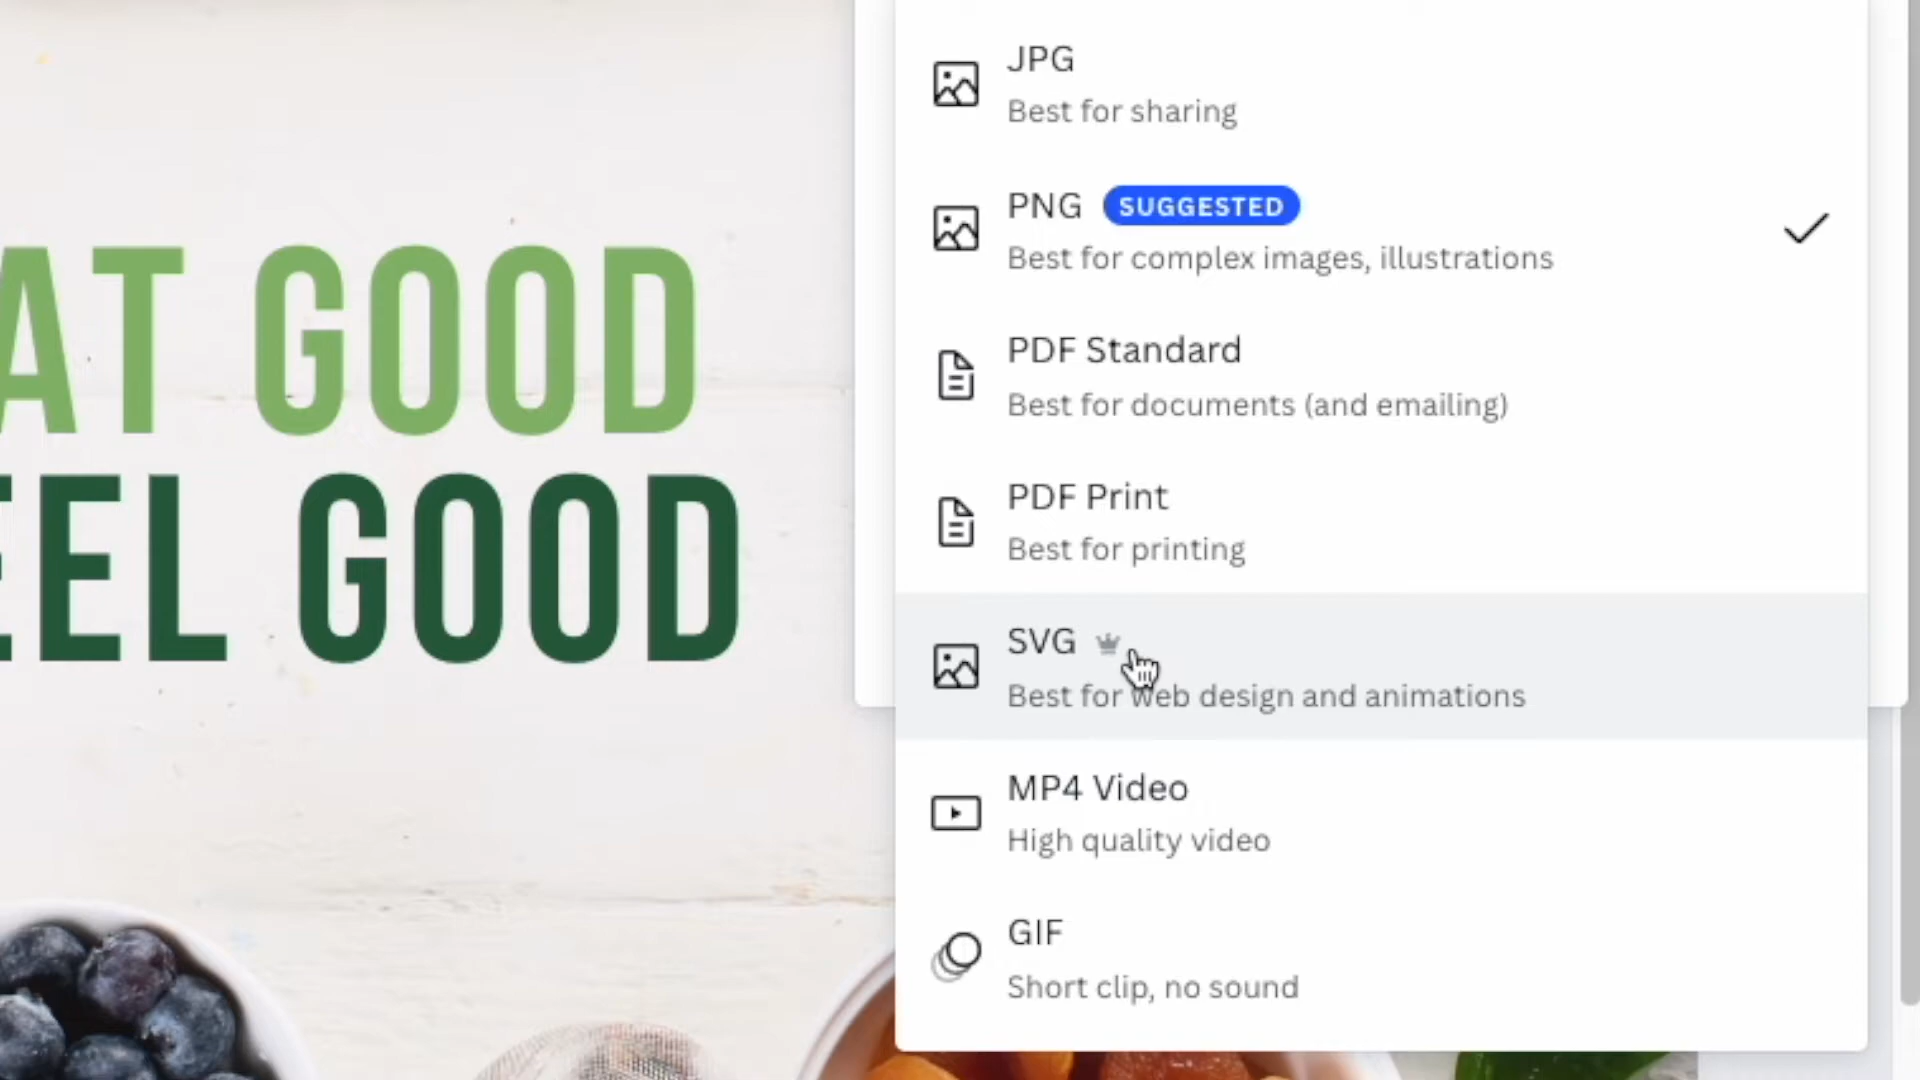 AT GOOD
EEL GOOD
JPG
Best for sharing
PNG SUGGESTED
Best for complex images, illustrations
PDF Standard
Best for documents (and emailing)
PDF Print
Best for printing
SVG
Best for web design and animations
MP4 Video
High quality video
GIF
Short clip, no sound